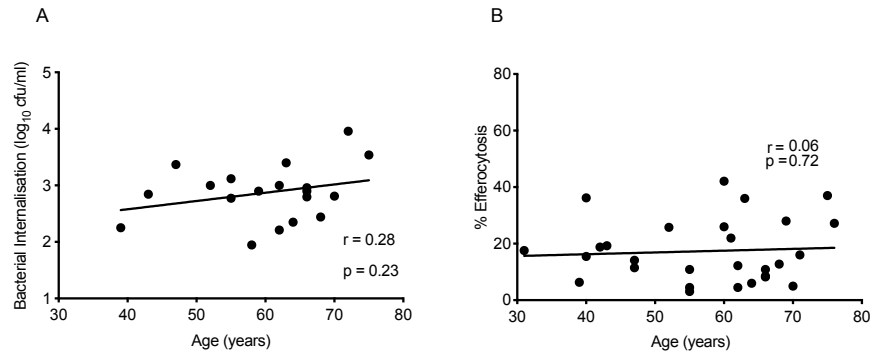 A
Bacterial Internalisation (log10 cfu/ml)
5
4
3
2
1
30 40 50 60 70 80
Age (years)
r = 0.28
p = 0.23
B
% Efferocytosis
80
60
40
20
0
30 40 50 60 70 80
Age (years)
r = 0.06
p = 0.72